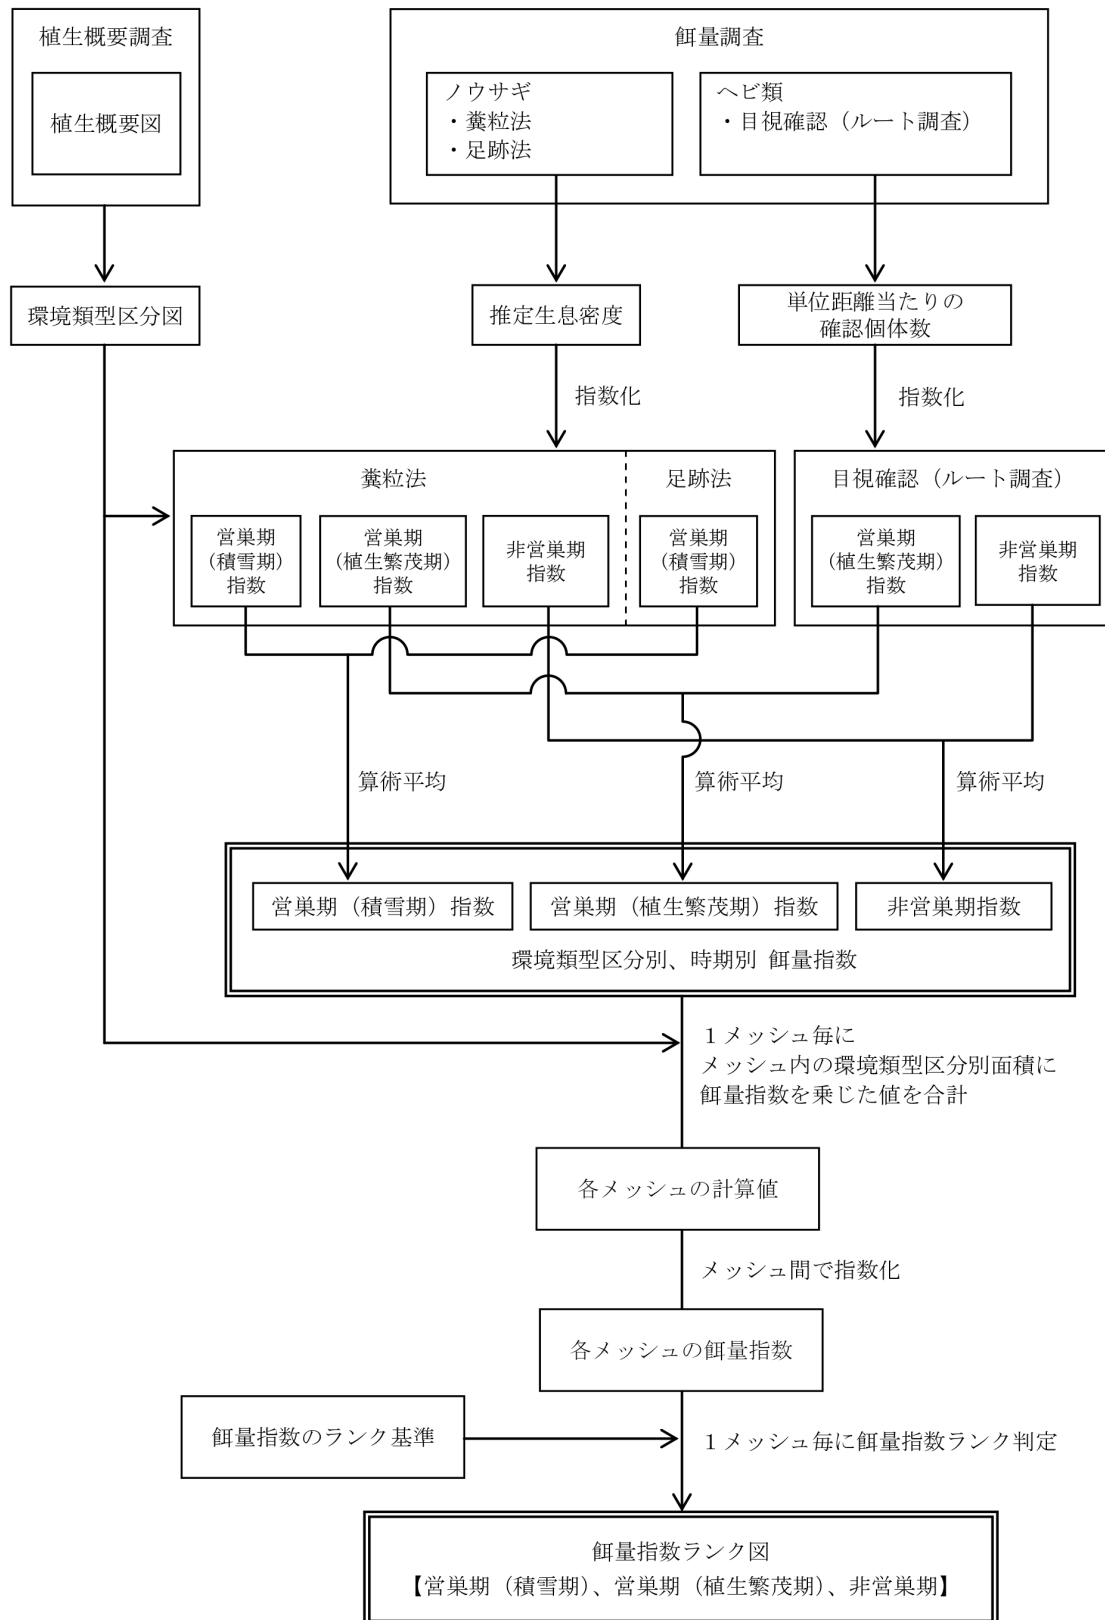 植生概要調査
植生概要図
餌量調査
ノウサギ
・糞粒法
・足跡法
ヘビ類
・目視確認（ルート調査）
環境類型区分図
推定生息密度
単位距離当たりの
確認個体数
指数化
指数化
糞粒法
足跡法
目視確認（ルート調査）
営巣期
（積雪期）
指数
営巣期
（植生繁茂期）
指数
非営巣期
指数
営巣期
（積雪期）
指数
営巣期
（植生繁茂期）
指数
非営巣期
指数
算術平均
算術平均
算術平均
営巣期（積雪期）指数
営巣期（植生繁茂期）指数
非営巣期指数
環境類型区分別、時期別 餌量指数
１メッシュ毎に
メッシュ内の環境類型区分別面積に
餌量指数を乗じた値を合計
各メッシュの計算値
メッシュ間で指数化
各メッシュの餌量指数
餌量指数のランク基準
１メッシュ毎に餌量指数ランク判定
餌量指数ランク図
【営巣期（積雪期）、営巣期（植生繁茂期）、非営巣期】